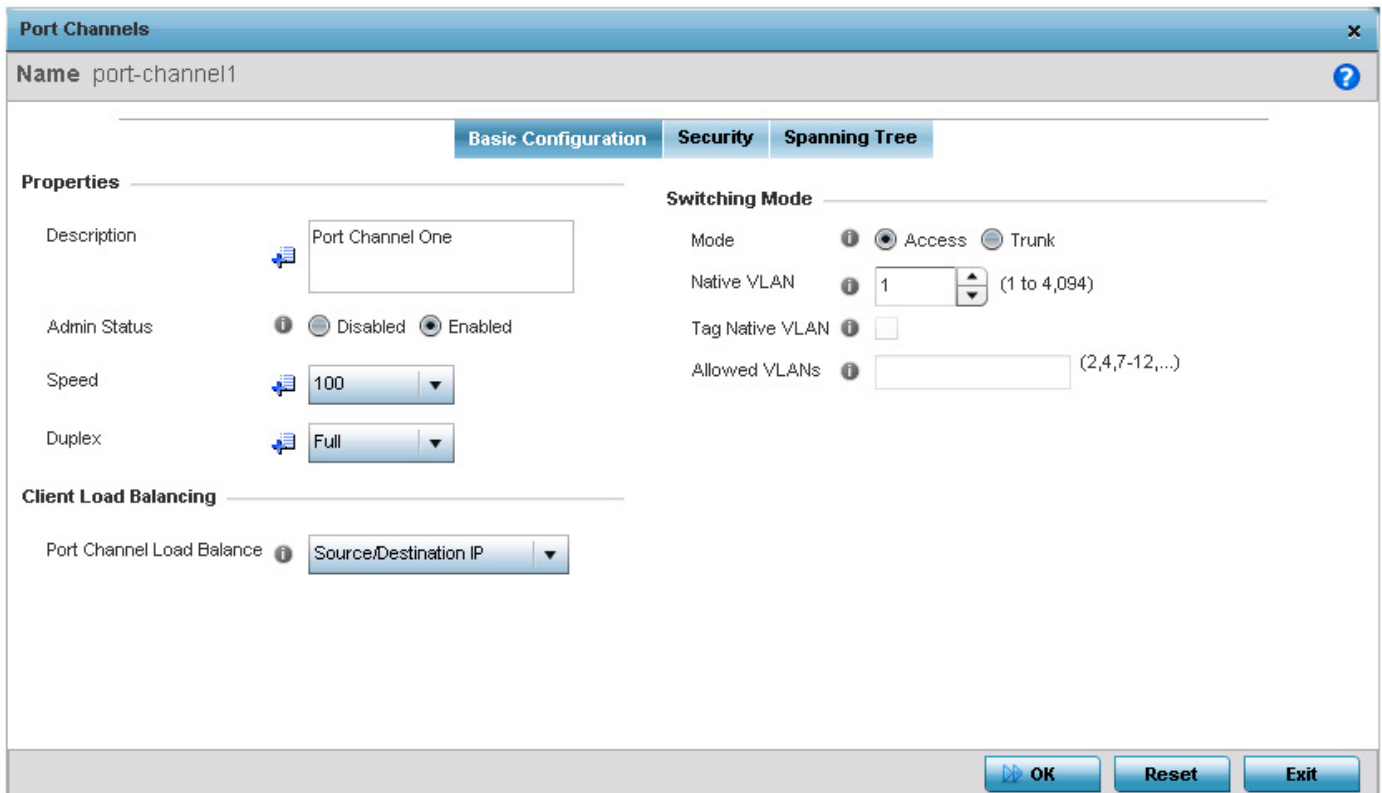 Port Channels
x
Name port-channel1
?
Basic Configuration Security Spanning Tree
Properties
Description Port Channel One
Admin Status Disabled Enabled
Speed 100
Duplex Full
Client Load Balancing
Port Channel Load Balance Source/Destination IP
Switching Mode
Mode Access Trunk
Native VLAN 1 (1 to 4,094)
Tag Native VLAN
Allowed VLANs (2,4,7-12,...)
OK Reset Exit